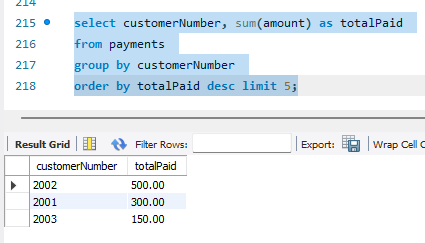 214
215 select customerNumber, sum(amount) as totalPaid
216 from payments
217 group by customerNumber
218 order by totalPaid desc limit 5;
Result Grid Filter Rows: Export: Wrap Cell C
customerNumber totalPaid
2002 500.00
2001 300.00
2003 150.00